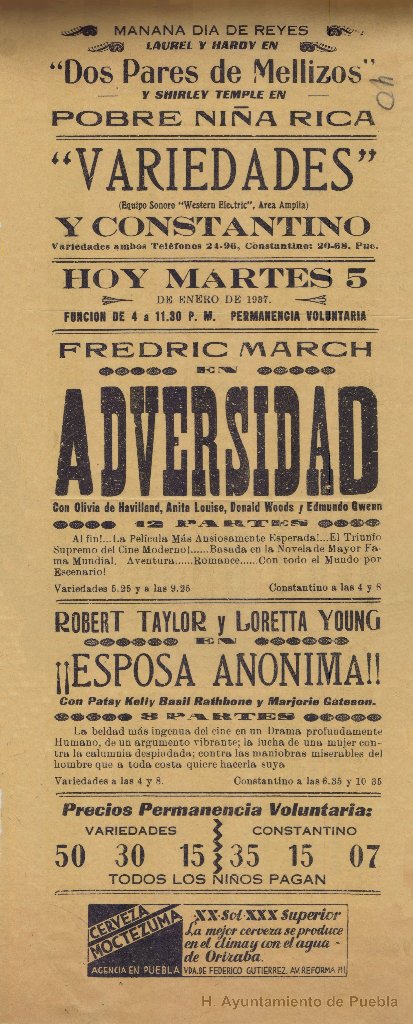 MAÑANA DIA DE REYES
LAUREL Y HARDY EN
"Dos Pares de Mellizos"
Y SHIRLEY TEMPLE EN
POBRE NIÑA RICA
40
"VARIEDADES"
(Equipo Sonoro "Western Electric", Area Amplia)
Y CONSTANTINO
Variedades ambos Teléfonos 24-96, Constantino: 20-68. Pue.
HOY MARTES 5
DE ENERO DE 1937.
FUNCION DE 4 a 11.30 P. M. PERMANENCIA VOLUNTARIA
FREDRIC MARCH
EN
ADVERSIDAD
Con Olivia de Havilland, Anita Louise, Donald Woods y Edmundo Gwenn
12 PARTES
Al fin!...La Película Más Ansiosamente Esperada!...El Triunfo
Supremo del Cine Moderno!......Basada en la Novela de Mayor Fa-
ma Mundial. Aventura.....Romance.....Con todo el Mundo por
Escenario!
Variedades 5.25 y a las 9.25 Constantino a las 4 y 8
ROBERT TAYLOR y LORETTA YOUNG
EN
¡¡ESPOSA ANONIMA!!
Con Patsy Kelly Basil Rathbone y Marjorie Gateson.
8 PARTES
La beldad más ingenua del cine en un Drama profundamente
Humano, de un argumento vibrante; la lucha de una mujer con-
tra la calumnia despiadada; contra las maniobras miserables del
hombre que a toda costa quiere hacerla suya
Variedades a las 4 y 8. Constantino a las 6.35 y 10 35
Precios Permanencia Voluntaria:
VARIEDADES CONSTANTINO
50 30 15 35 15 07
TODOS LOS NIÑOS PAGAN
CERVEZA
MOCTEZUMA
AGENCIA EN PUEBLA
XX-Sol-XXX Superior
La mejor cerveza se produce
en el clima y con el agua
de Orizaba.
VDA. DE FEDERICO GUTIERREZ. AV. REFORMA
H. Ayuntamiento de Puebla